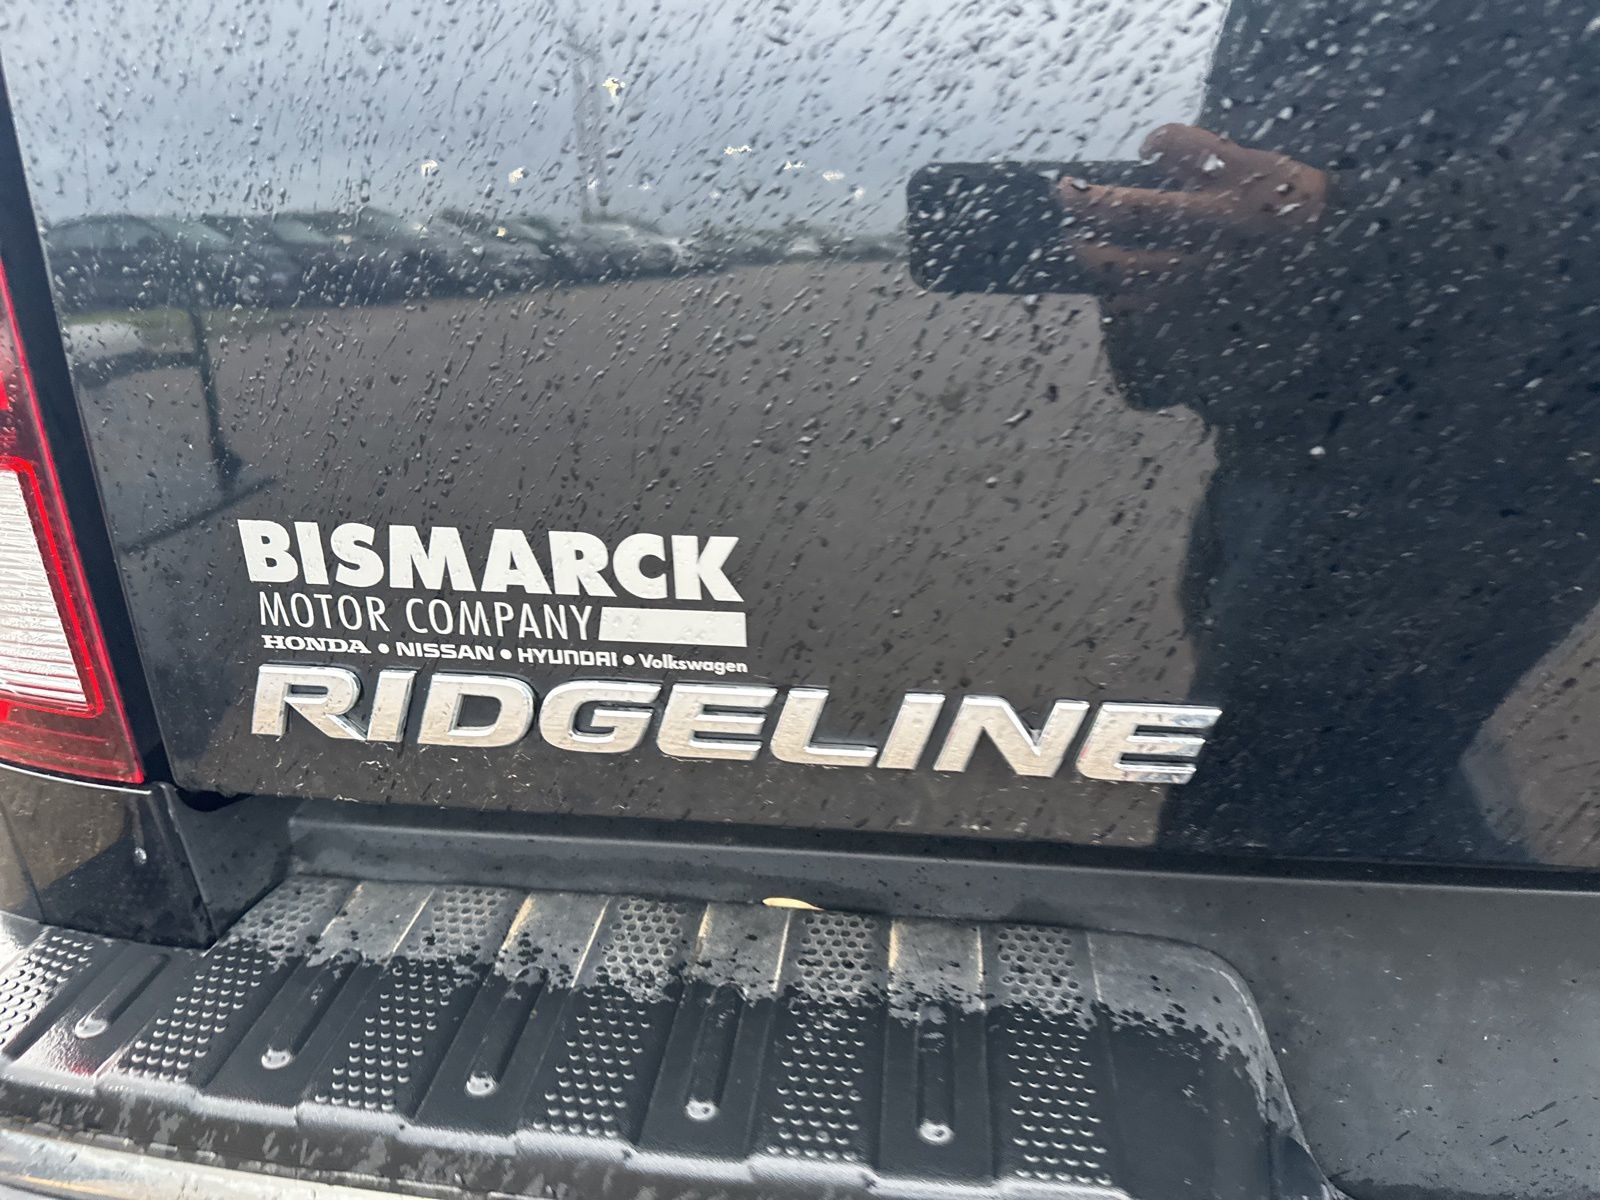 BISMARCK
MOTOR COMPANY
HONDA • NISSAN • HYUNDAI • Volkswagen
RIDGELINE